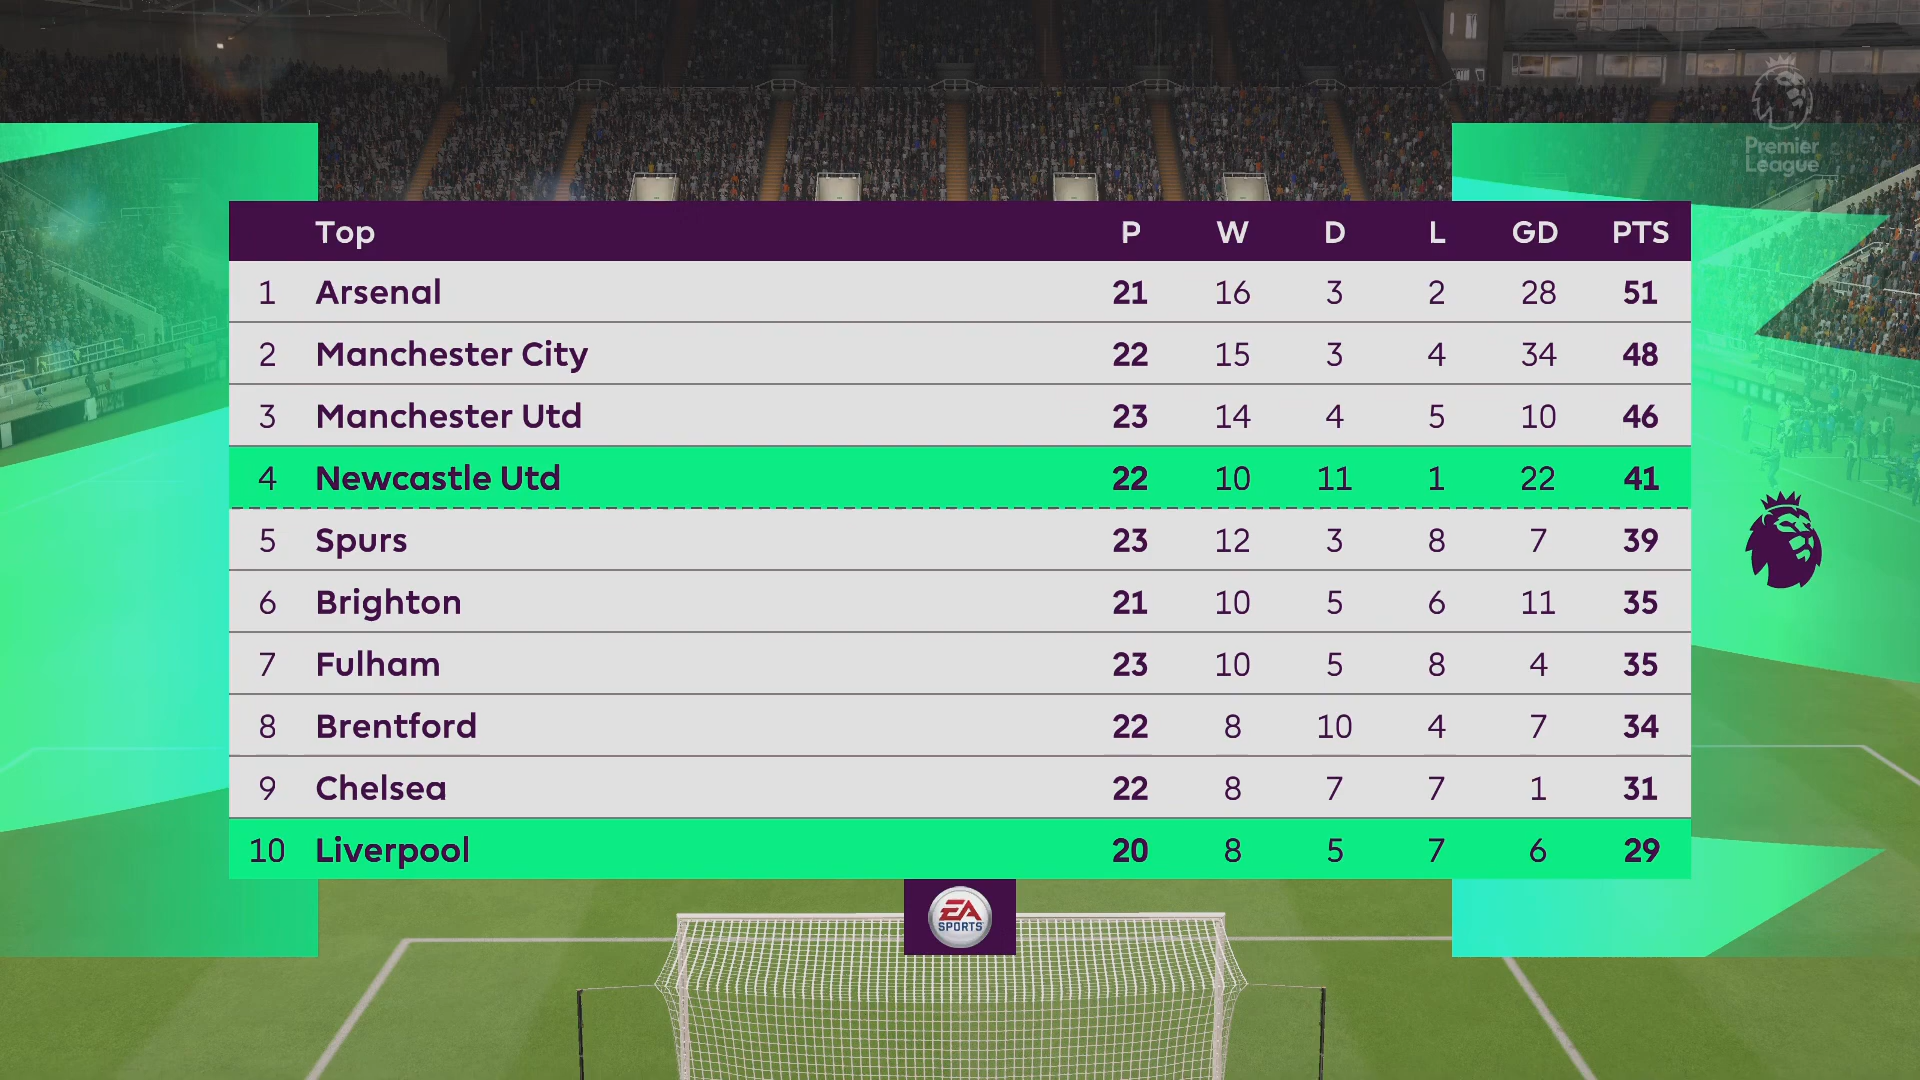 Premier
League
Top P W D L GD PTS
1 Arsenal 21 16 3 2 28 51
2 Manchester City 22 15 3 4 34 48
3 Manchester Utd 23 14 4 5 10 46
4 Newcastle Utd 22 10 11 1 22 41
5 Spurs 23 12 3 8 7 39
6 Brighton 21 10 5 6 11 35
7 Fulham 23 10 5 8 4 35
8 Brentford 22 8 10 4 7 34
9 Chelsea 22 8 7 7 1 31
10 Liverpool 20 8 5 7 6 29
EA
SPORTS